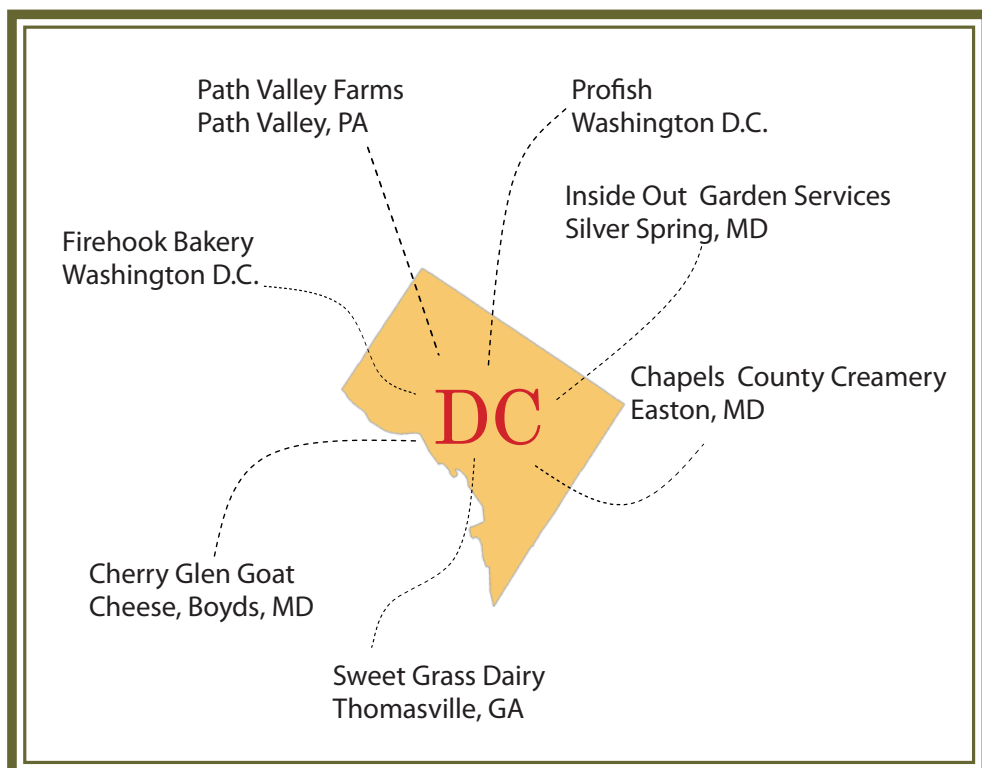 Path Valley Farms
Path Valley, PA
Profish
Washington D.C.
Inside Out  Garden Services
Silver Spring, MD
Firehook Bakery
Washington D.C.
Chapels  County Creamery
Easton, MD
DC
Cherry Glen Goat
Cheese, Boyds, MD
Sweet Grass Dairy
Thomasville, GA